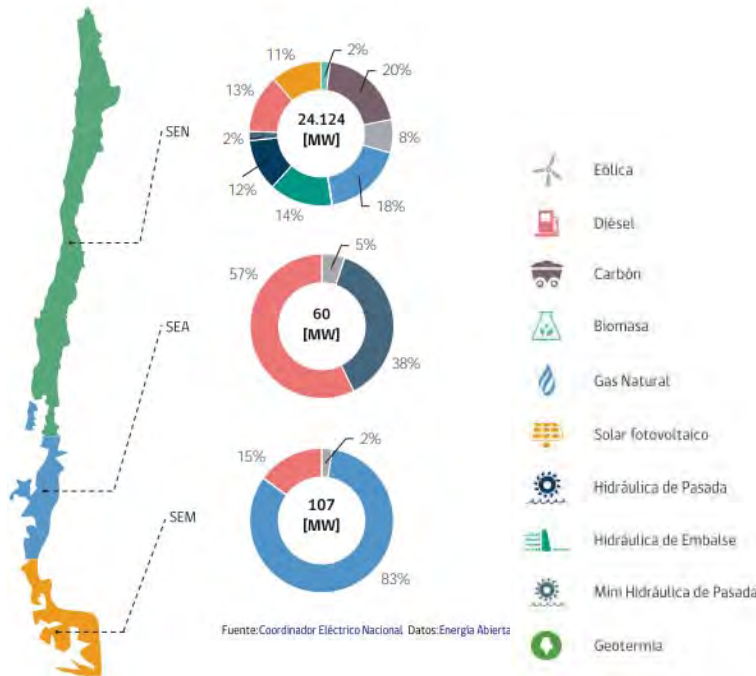 SEN
SEA
SEM
11%
2%
20%
8%
18%
14%
12%
2%
13%
24.124
[MW]
57%
5%
38%
60
[MW]
15%
2%
83%
107
[MW]
Fuente:Coordinador Eléctrico Nacional Datos:Energía Abierta
Eólica
Diésel
Carbón
Biomasa
Gas Natural
Solar fotovoltaico
Hidráulica de Pasada
Hidráulica de Embalse
Mini Hidráulica de Pasada
Geotermia